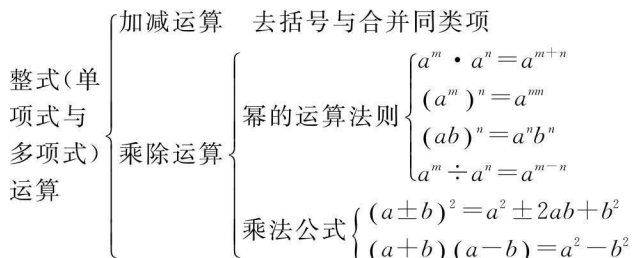 加减运算 去括号与合并同类项
整式(单
项式与
多项式)
运算
乘除运算
幂的运算法则
a^m · a^n = a^{m+n}
(a^m)^n = a^{mn}
(ab)^n = a^n b^n
a^m ÷ a^n = a^{m-n}
乘法公式
(a±b)^2 = a^2 ± 2ab + b^2
(a+b)(a-b) = a^2 - b^2